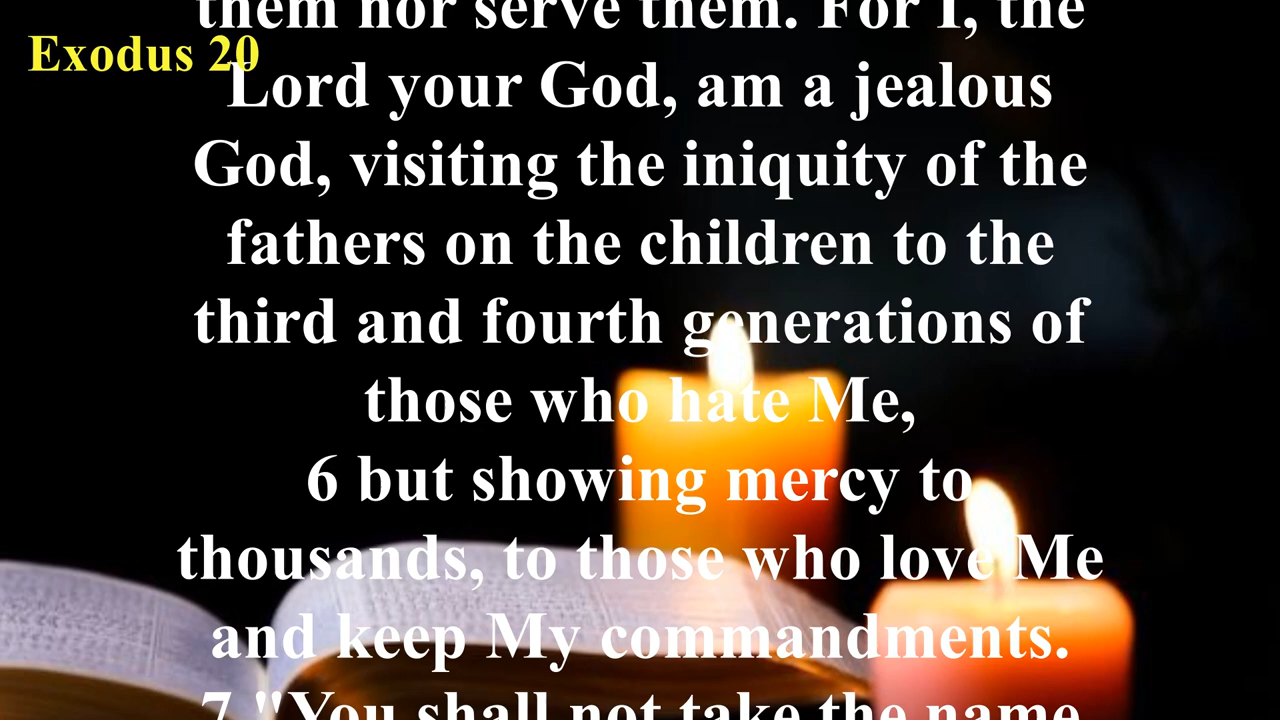 them nor serve them. For I, the
Exodus 20
Lord your God, am a jealous
God, visiting the iniquity of the
fathers on the children to the
third and fourth generations of
those who hate Me,
6 but showing mercy to
thousands, to those who love Me
and keep My commandments.
7 "You shall not take the name